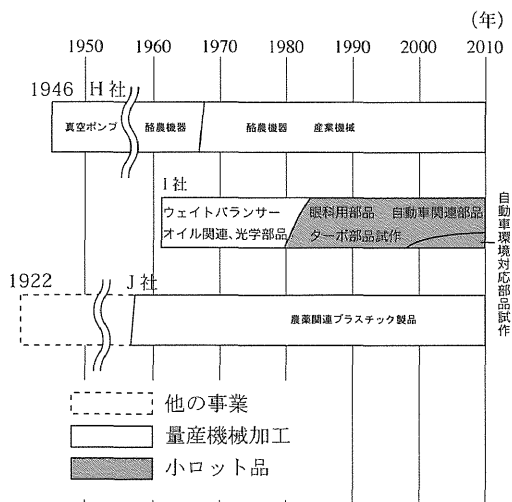 （年）
1950 1960 1970 1980 1990 2000 2010
1946 H 社
真空ポンプ 酪農機器 酪農機器 産業機械
I 社
ウェイトバランサー 眼科用部品 自動車関連部品
オイル関連、光学部品 ターボ部品試作
自動車環境対応部品試作
1922 J 社
農薬関連プラスチック製品
他の事業
量産機械加工
小ロット品